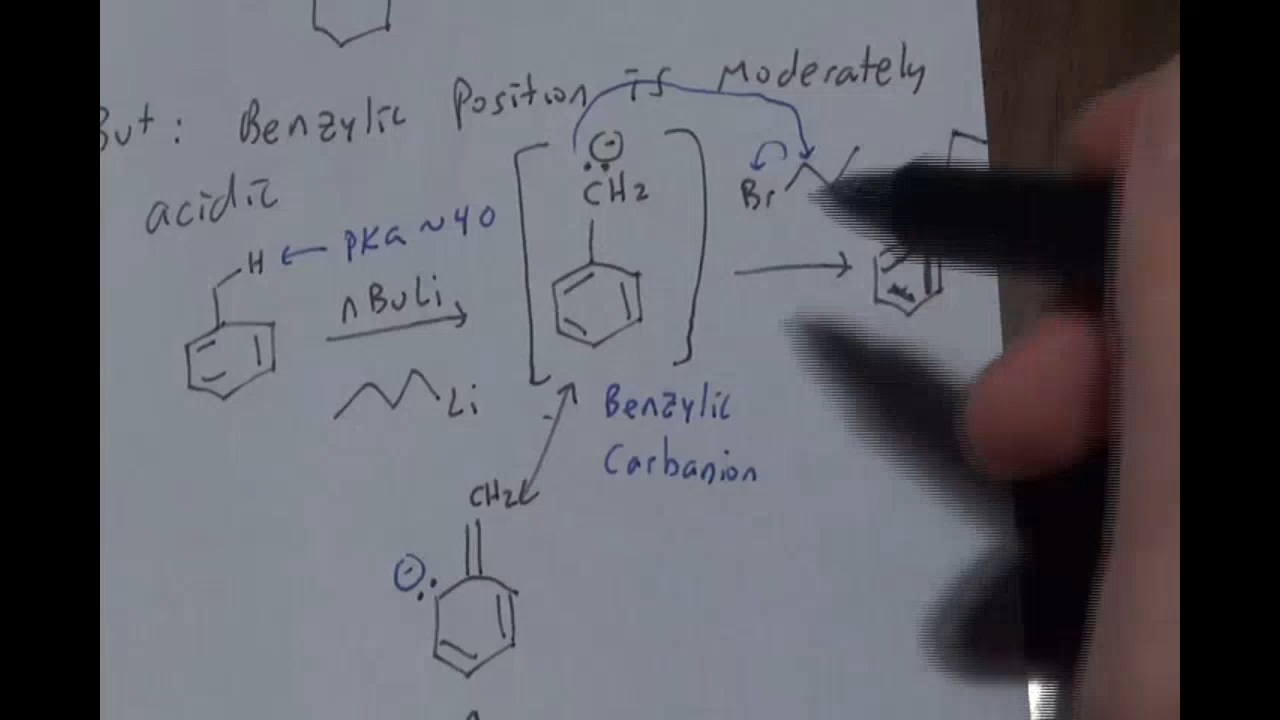 But: Benzylic Position is Moderately
acidic
H ← pKa ~40
nBuLi
Li
⊖
CH2
Br
Benzylic
Carbanion
CH2
⊖